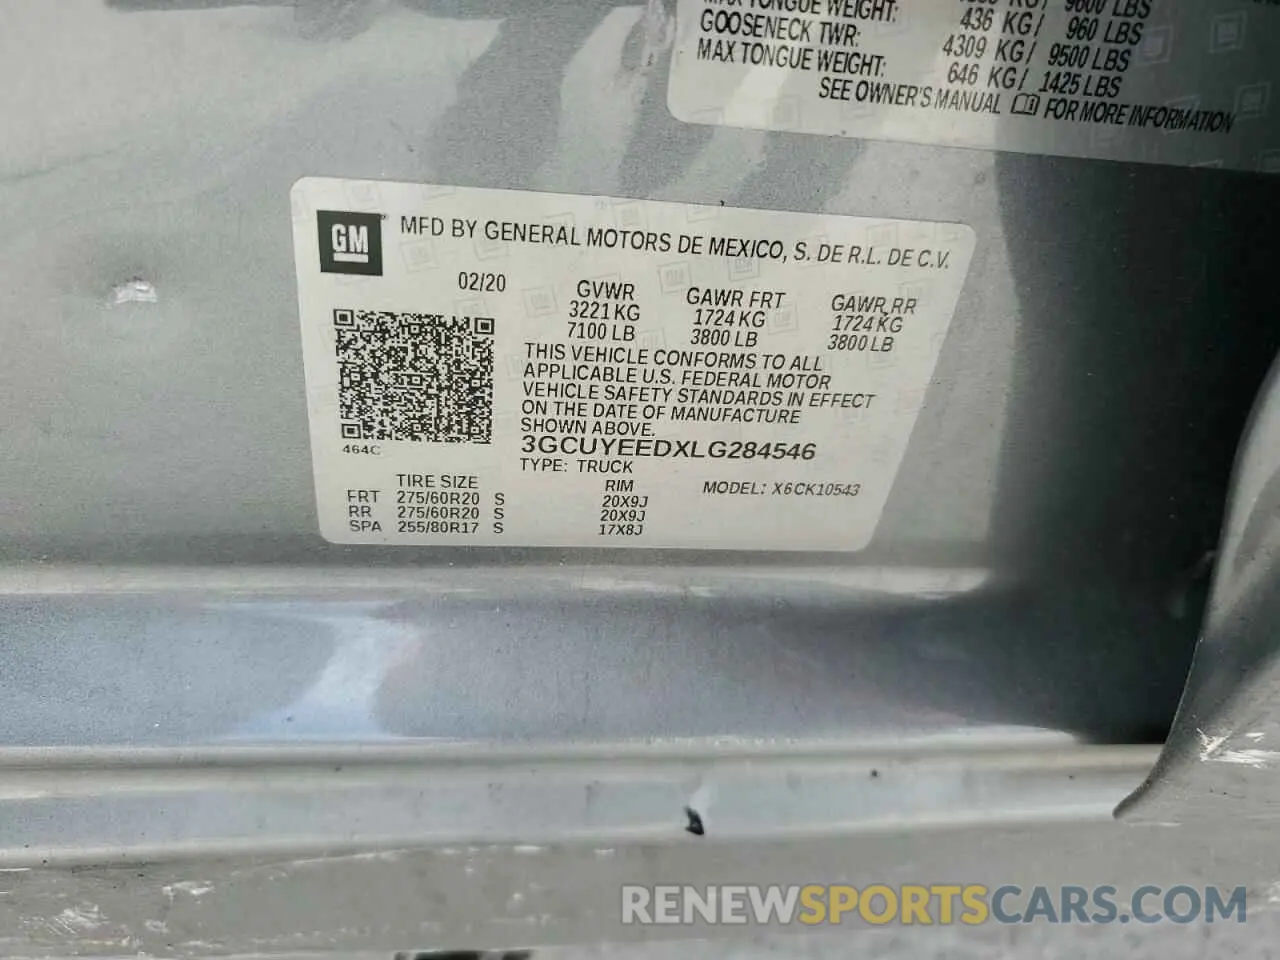 MAX TONGUE WEIGHT: 436 KG/ 960 LBS
GOOSENECK TWR: 4309 KG/ 9500 LBS
MAX TONGUE WEIGHT: 646 KG/ 1425 LBS
SEE OWNER'S MANUAL FOR MORE INFORMATION
GM
MFD BY GENERAL MOTORS DE MEXICO, S. DE R.L. DE C.V.
02/20
GVWR GAWR FRT GAWR RR
3221 KG 1724 KG 1724 KG
7100 LB 3800 LB 3800 LB
THIS VEHICLE CONFORMS TO ALL
APPLICABLE U.S. FEDERAL MOTOR
VEHICLE SAFETY STANDARDS IN EFFECT
ON THE DATE OF MANUFACTURE
SHOWN ABOVE.
464C
3GCUYEEDXLG284546
TYPE: TRUCK
MODEL: X6CK10543
TIRE SIZE RIM
FRT 275/60R20 S 20X9J
RR 275/60R20 S 20X9J
SPA 255/80R17 S 17X8J
RENEWSPORTSCARS.COM